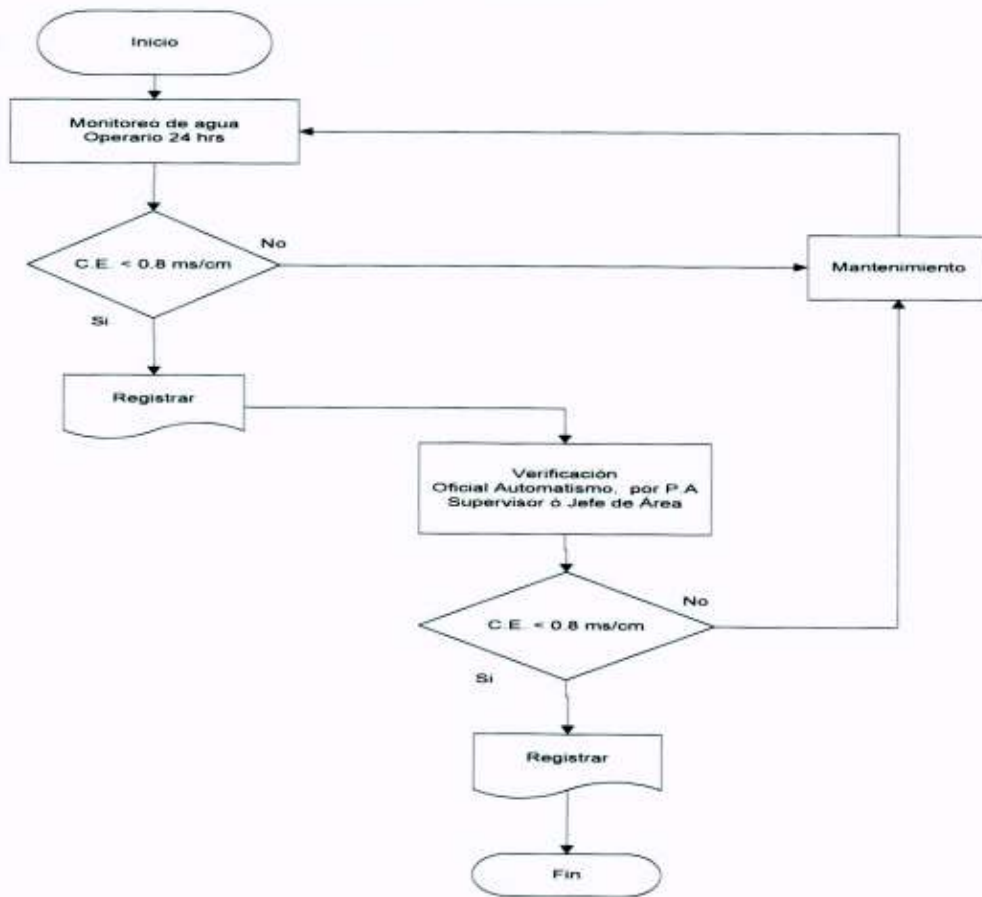 Inicio
Monitoreo de agua
Operario 24 hrs
No
C.E. < 0.8 ms/cm
Mantenimiento
Si
Registrar
Verificación
Oficial Automatismo, por P.A
Supervisor ó Jefe de Área
No
C.E. < 0.8 ms/cm
Si
Registrar
Fin